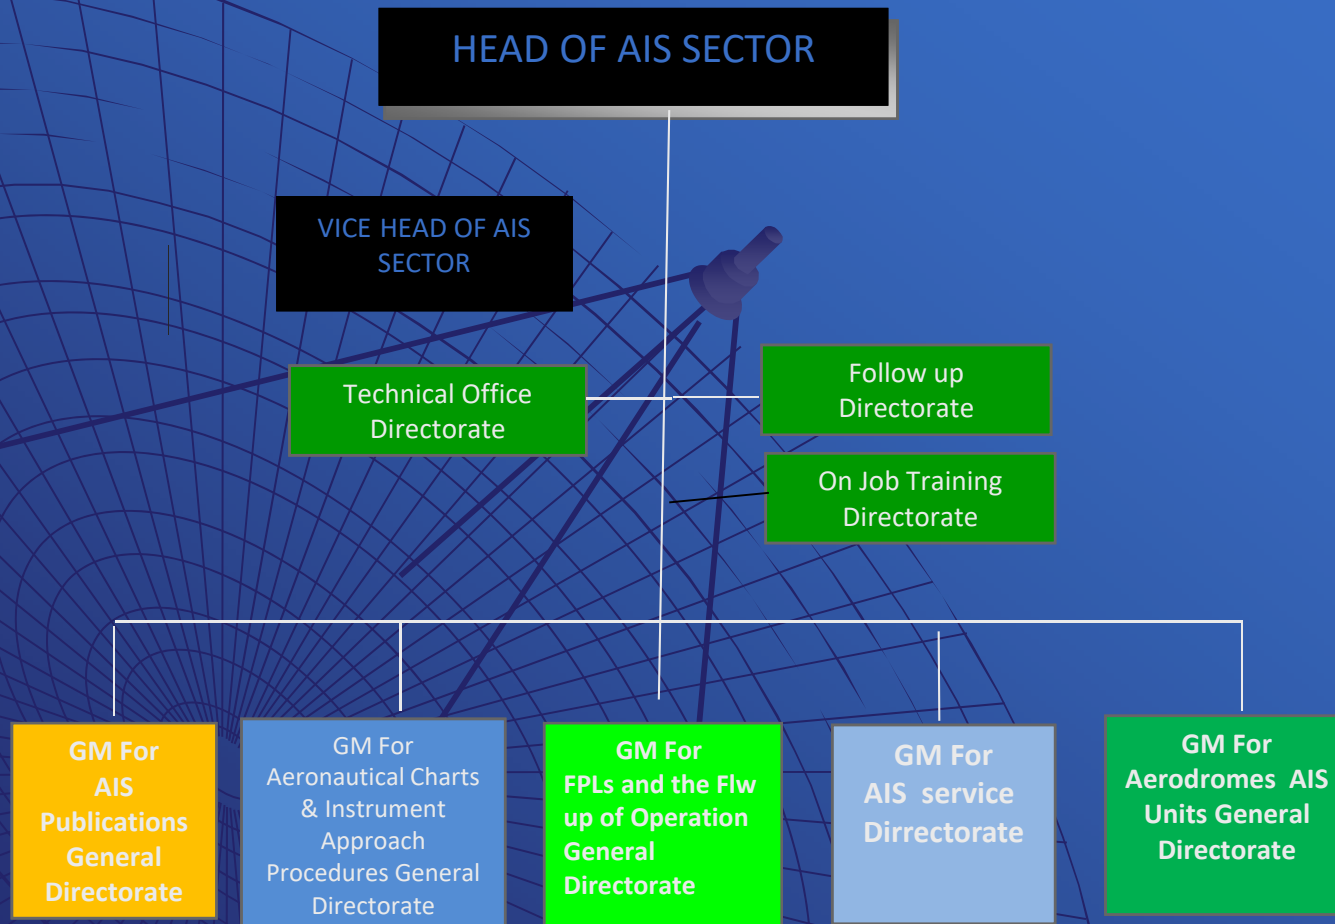 HEAD OF AIS SECTOR
VICE HEAD OF AIS
SECTOR
Technical Office
Directorate
Follow up
Directorate
On Job Training
Directorate
GM For
AIS
Publications
General
Directorate
GM For
Aeronautical Charts
& Instrument
Approach
Procedures General
Directorate
GM For
FPLs and the Flw
up of Operation
General
Directorate
GM For
AIS service
Dirrectorate
GM For
Aerodromes AIS
Units General
Directorate